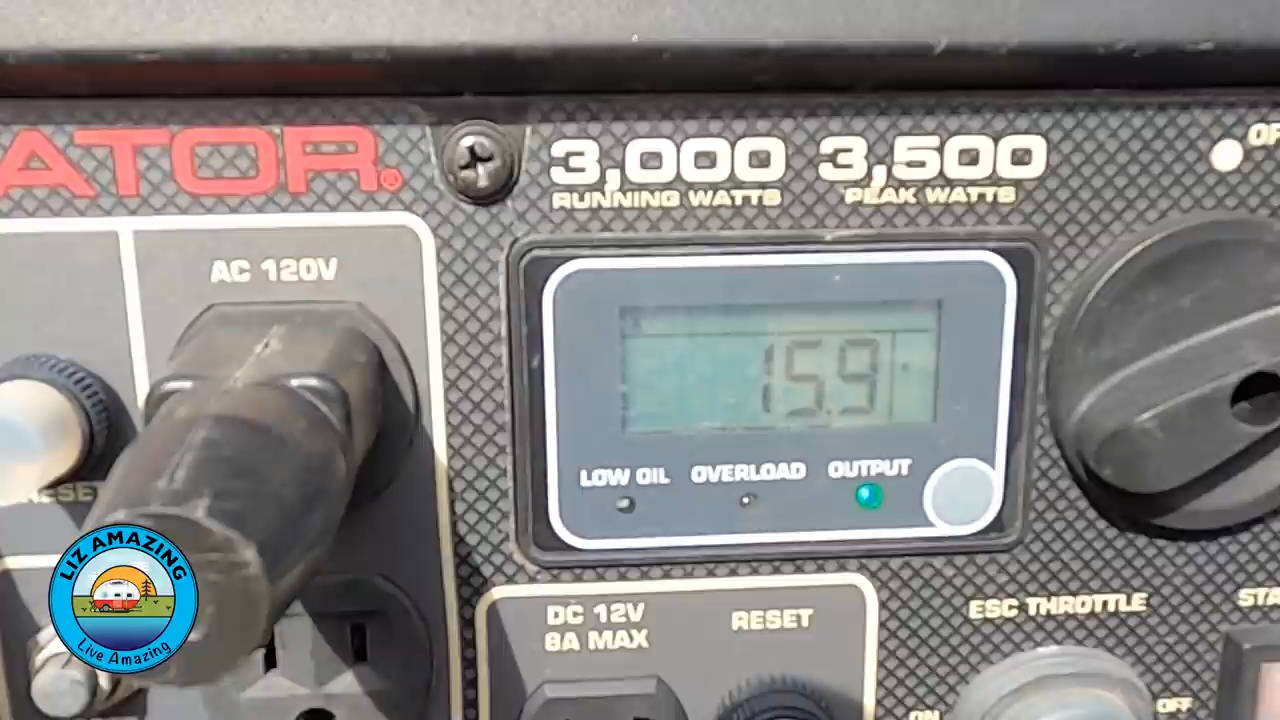 ATOR®
3,000 3,500
RUNNING WATTS PEAK WATTS
AC 120V
15.9
LOW OIL OVERLOAD OUTPUT
RESET
LIZ AMAZING
Live Amazing
DC 12V
8A MAX
RESET
ESC THROTTLE
ON
OFF